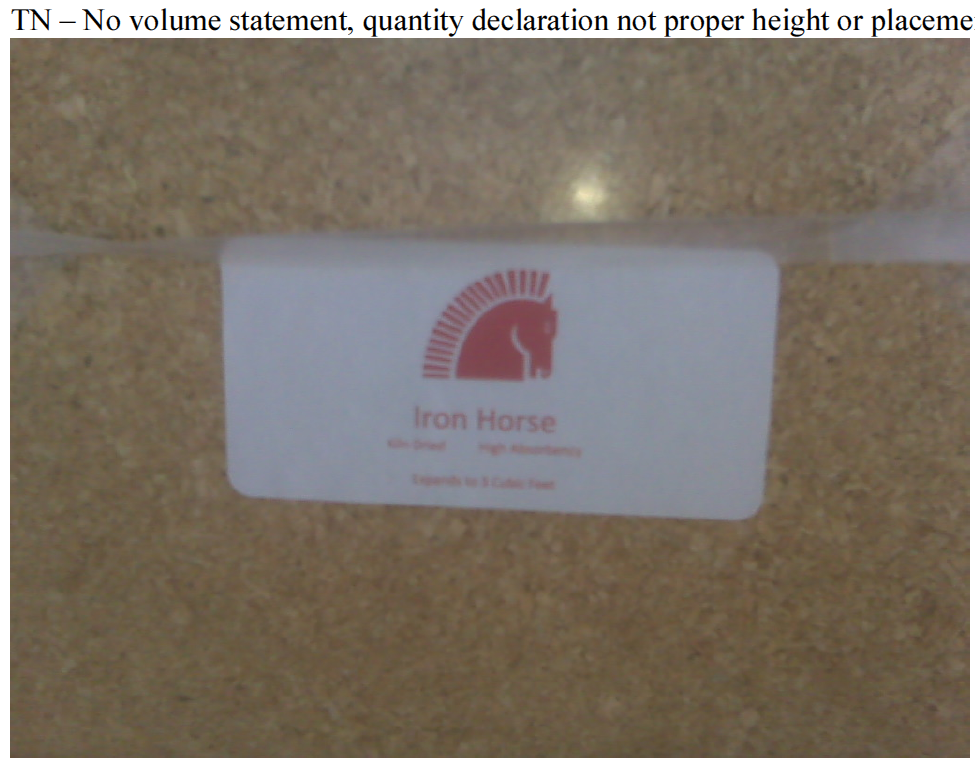 TN – No volume statement, quantity declaration not proper height or placeme
Iron Horse
Kiln Dried High Absorbency
Expands to Cubic Feet